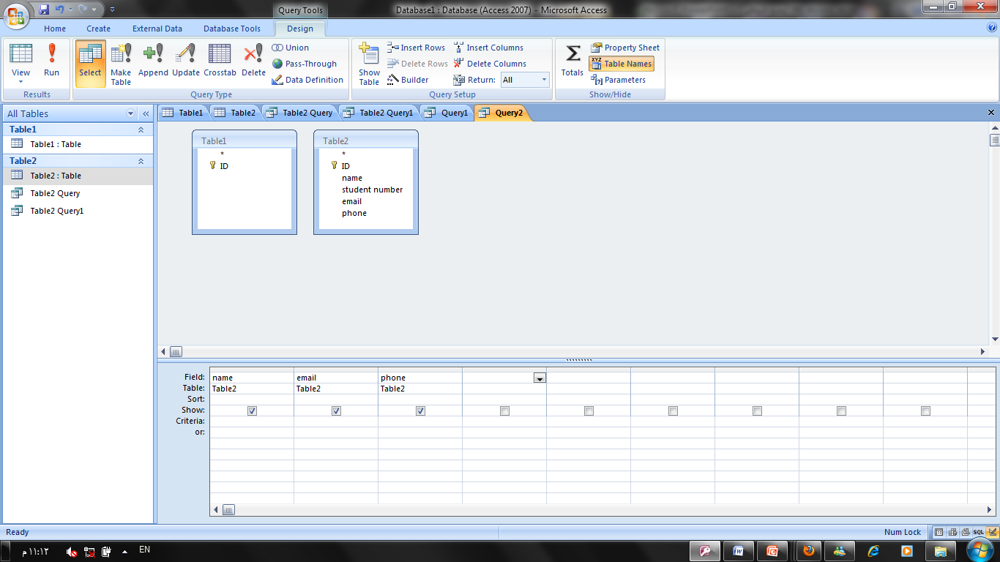 Query Tools
Database1 : Database (Access 2007) - Microsoft Access
Home Create External Data Database Tools Design
View
Run
Results
Select
Make Table
Append
Update
Crosstab
Delete
Union
Pass-Through
Data Definition
Query Type
Show Table
Insert Rows
Delete Rows
Builder
Insert Columns
Delete Columns
Return: All
Query Setup
Totals
Property Sheet
XYZ Table Names
[?] Parameters
Show/Hide
All Tables «
Table1
Table1 : Table
Table2
Table2 : Table
Table2 Query
Table2 Query1
Table1 Table2 Table2 Query Table2 Query1 Query1 Query2
Table1
*
ID
Table2
*
ID
name
student number
email
phone
Field: name email phone
Table: Table2 Table2 Table2
Sort:
Show:
Criteria:
or:
Ready
Num Lock
SQL
١١:١٢ م
EN